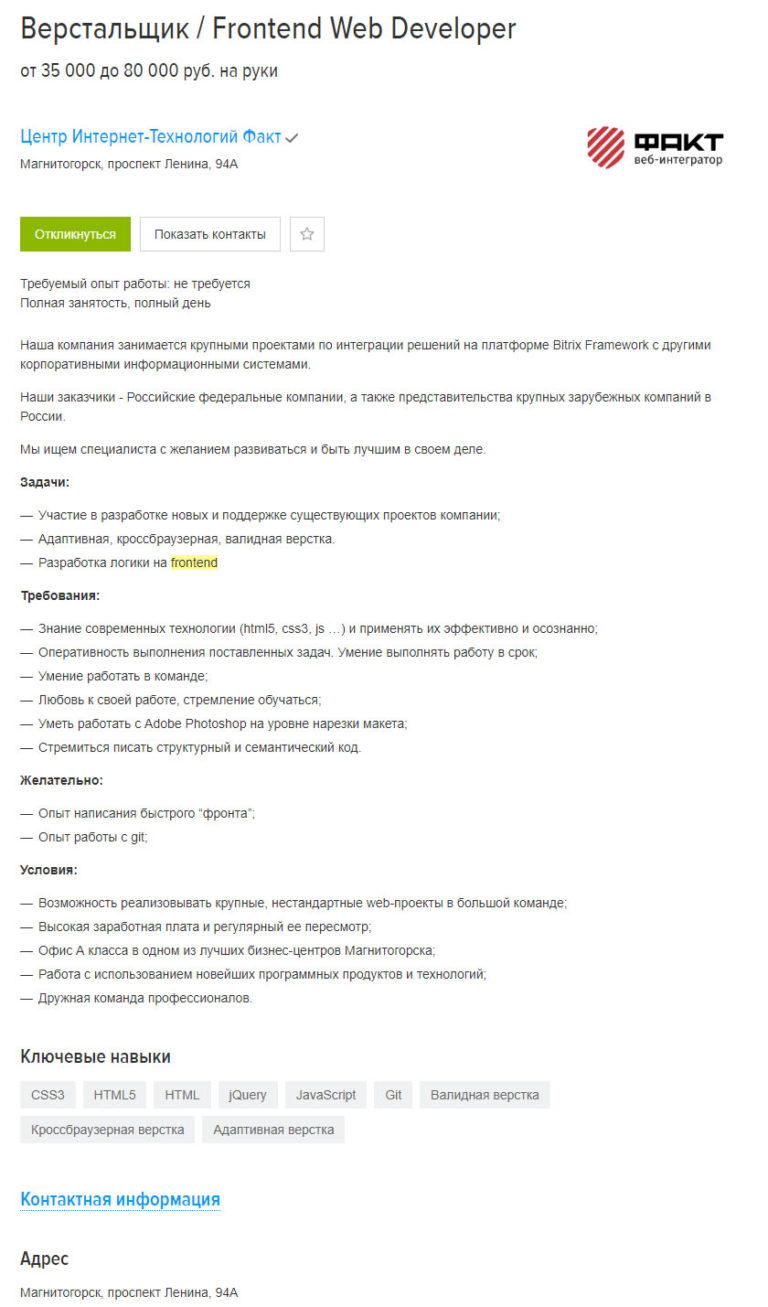 Верстальщик / Frontend Web Developer
от 35 000 до 80 000 руб. на руки
Центр Интернет-Технологий Факт
Магнитогорск, проспект Ленина, 94А
ФАКТ
веб-интегратор
Откликнуться
Показать контакты
Требуемый опыт работы: не требуется
Полная занятость, полный день
Наша компания занимается крупными проектами по интеграции решений на платформе Bitrix Framework с другими
корпоративными информационными системами.
Наши заказчики - Российские федеральные компании, а также представительства крупных зарубежных компаний в
России.
Мы ищем специалиста с желанием развиваться и быть лучшим в своем деле.
Задачи:
— Участие в разработке новых и поддержке существующих проектов компании;
— Адаптивная, кроссбраузерная, валидная верстка.
— Разработка логики на frontend
Требования:
— Знание современных технологии (html5, css3, js …) и применять их эффективно и осознанно;
— Оперативность выполнения поставленных задач. Умение выполнять работу в срок;
— Умение работать в команде;
— Любовь к своей работе, стремление обучаться;
— Уметь работать с Adobe Photoshop на уровне нарезки макета;
— Стремиться писать структурный и семантический код.
Желательно:
— Опыт написания быстрого “фронта”;
— Опыт работы с git;
Условия:
— Возможность реализовывать крупные, нестандартные web-проекты в большой команде;
— Высокая заработная плата и регулярный ее пересмотр;
— Офис А класса в одном из лучших бизнес-центров Магнитогорска;
— Работа с использованием новейших программных продуктов и технологий;
— Дружная команда профессионалов.
Ключевые навыки
CSS3
HTML5
HTML
jQuery
JavaScript
Git
Валидная верстка
Кроссбраузерная верстка
Адаптивная верстка
Контактная информация
Адрес
Магнитогорск, проспект Ленина, 94А